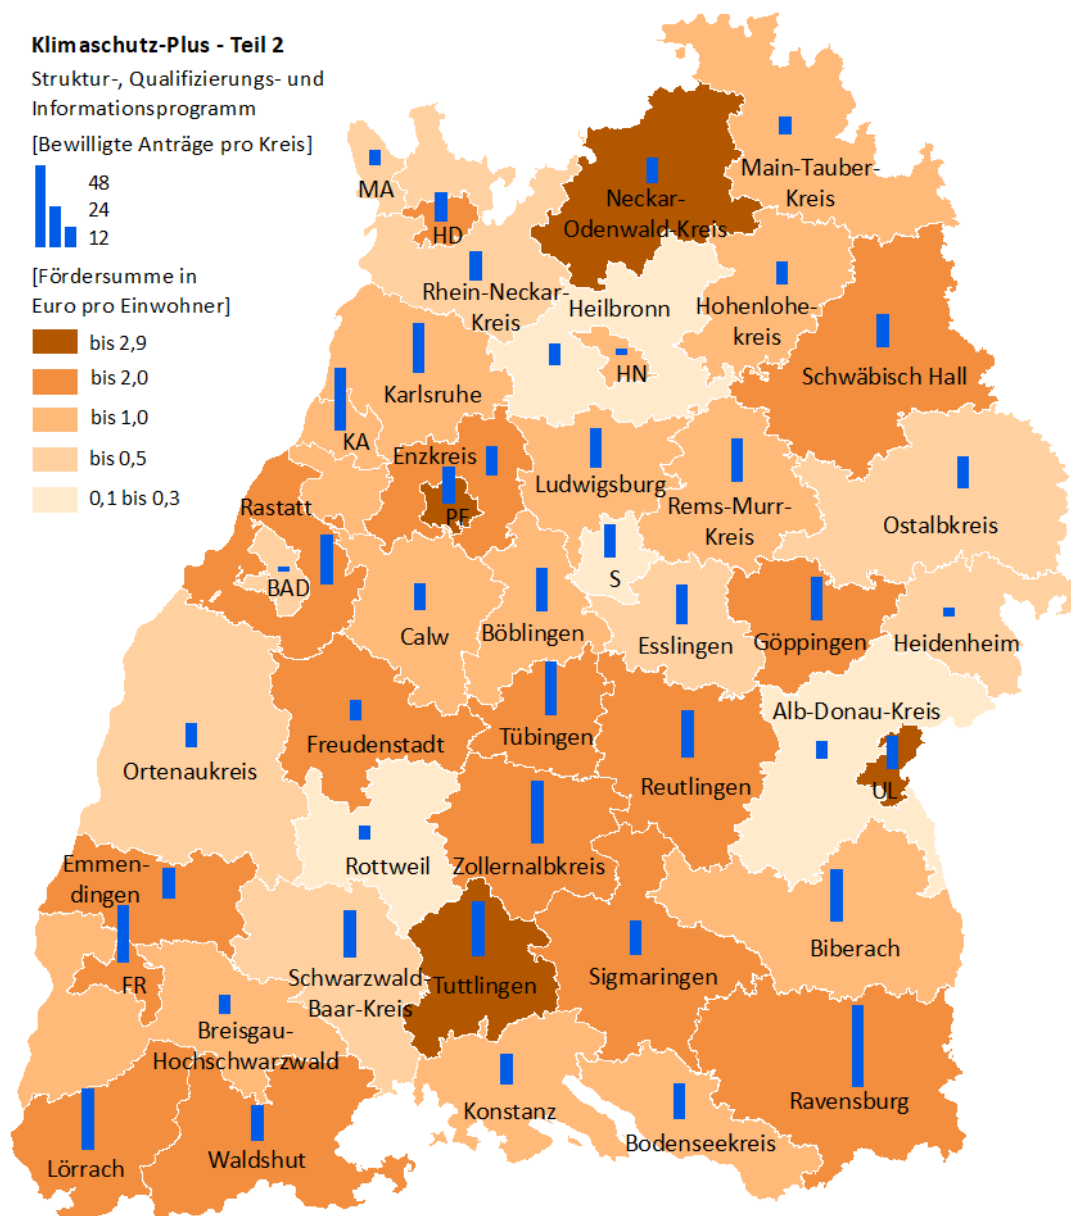 Klimaschutz-Plus - Teil 2
Struktur-, Qualifizierungs- und
Informationsprogramm
[Bewilligte Anträge pro Kreis]
48
24
12
[Fördersumme in
Euro pro Einwohner]
bis 2,9
bis 2,0
bis 1,0
bis 0,5
0,1 bis 0,3
MA
HD
Main-Tauber-
Kreis
Neckar-
Odenwald-Kreis
Rhein-Neckar-
Kreis
Heilbronn
Hohenlohe-
kreis
HN
Schwäbisch Hall
Karlsruhe
KA
Enzkreis
PF
Ludwigsburg
Rems-Murr-
Kreis
Ostalbkreis
Rastatt
BAD
Calw
Böblingen
S
Esslingen
Göppingen
Heidenheim
Alb-Donau-Kreis
Freudenstadt
Tübingen
Reutlingen
UL
Ortenaukreis
Rottweil
Zollernalbkreis
Emmen-
dingen
FR
Biberach
Schwarzwald-
Baar-Kreis
Tuttlingen
Sigmaringen
Breisgau-
Hochschwarzwald
Konstanz
Bodenseekreis
Ravensburg
Lörrach
Waldshut